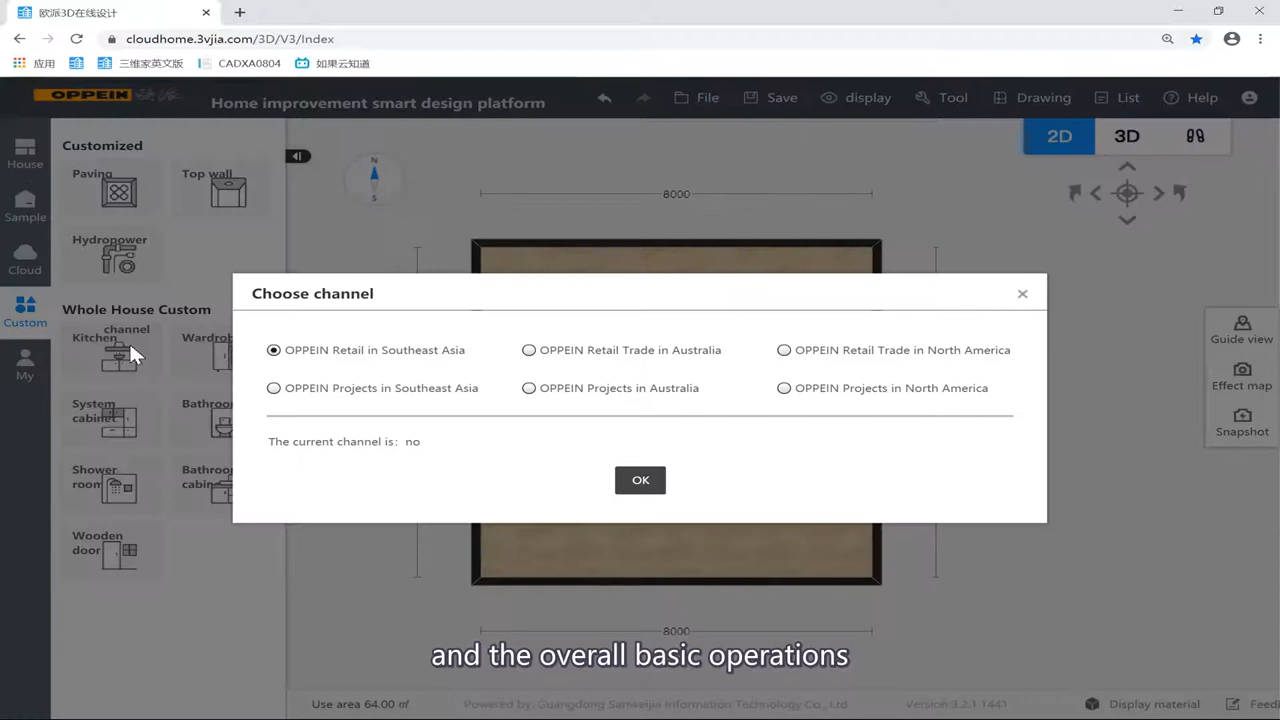 欧派3D在线设计
cloudhome.3vjia.com/3D/V3/Index
应用 三维家英文版 CADXA0804 如果云知道
OPPEIN Home improvement smart design platform File Save display Tool Drawing List Help
House
Sample
Cloud
Custom
My
Customized
Paving Top wall
Hydropower
Whole House Custom
channel
Kitchen Wardrob
System cabinet Bathroo
Shower room Bathroo cabine
Wooden door
N
S
8000
2D 3D
Guide view
Effect map
Snapshot
Choose channel
OPPEIN Retail in Southeast Asia OPPEIN Retail Trade in Australia OPPEIN Retail Trade in North America
OPPEIN Projects in Southeast Asia OPPEIN Projects in Australia OPPEIN Projects in North America
The current channel is: no
OK
8000
and the overall basic operations
Use area 64.00 ㎡ Powered by: Guangdong Sanweijia Information Technology Co., Ltd Version 3.2.1.1441 Display material Feed